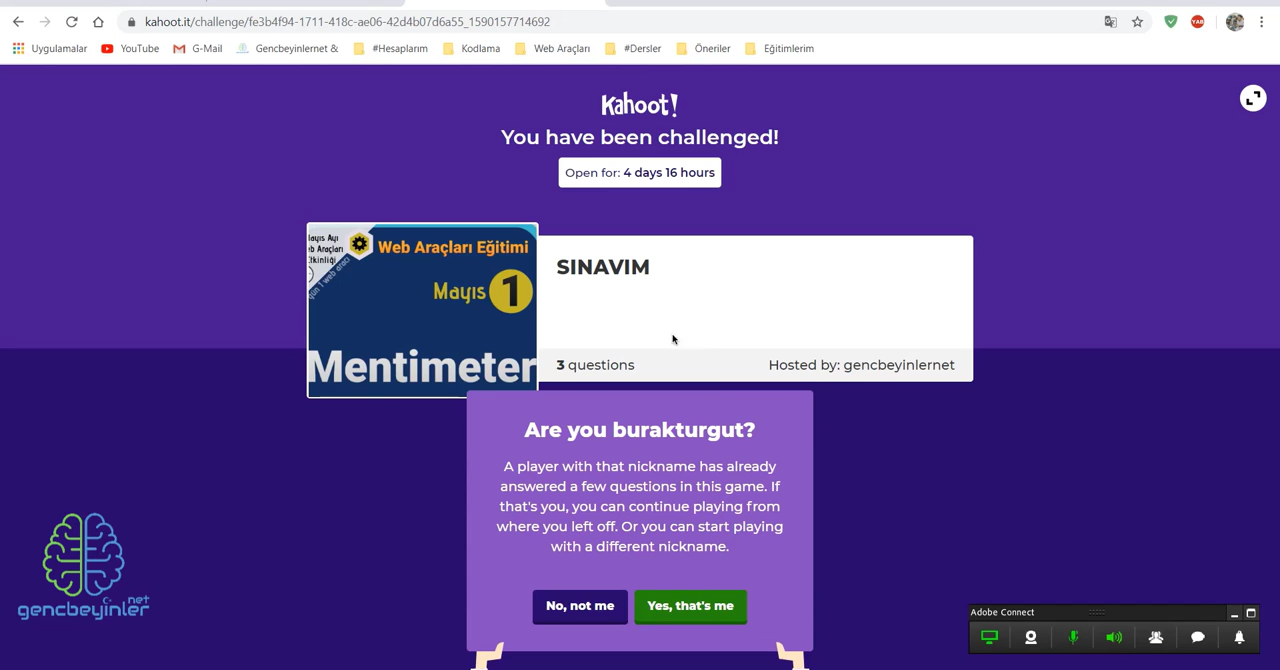 kahoot.it/challenge/fe3b4f94-1711-418c-ae06-42d4b07d6a55_1590157714692
Uygulamalar YouTube G-Mail Gencbeyinlernet & #Hesaplarım Kodlama Web Araçları #Dersler Öneriler Eğitimlerim
Kahoot!
You have been challenged!
Open for: 4 days 16 hours
Web Araçları Eğitimi
Mayıs 1
Mentimeter
SINAVIM
3 questions
Hosted by: gencbeyinlernet
Are you burakturgut?
A player with that nickname has already
answered a few questions in this game. If
that's you, you can continue playing from
where you left off. Or you can start playing
with a different nickname.
No, not me
Yes, that's me
gencbeyinler
net
Adobe Connect